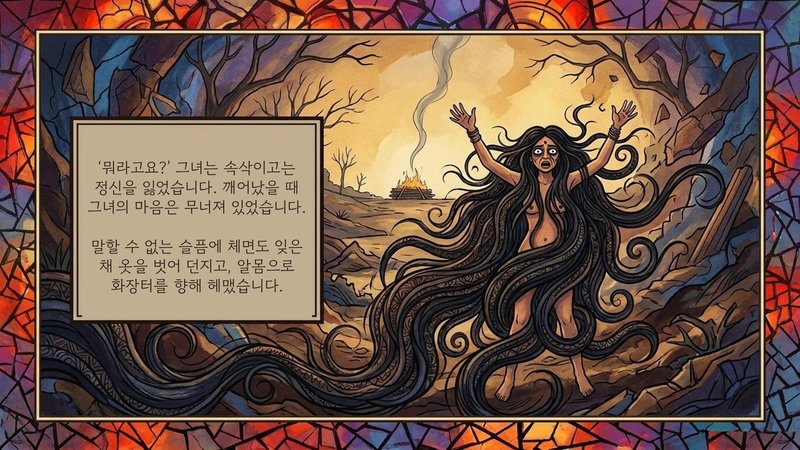 ‘뭐라고요?’ 그녀는 속삭이고는
정신을 잃었습니다. 깨어났을 때
그녀의 마음은 무너져 있었습니다.
말할 수 없는 슬픔에 체면도 잊은
채 옷을 벗어 던지고, 알몸으로
화장터를 향해 헤맸습니다.